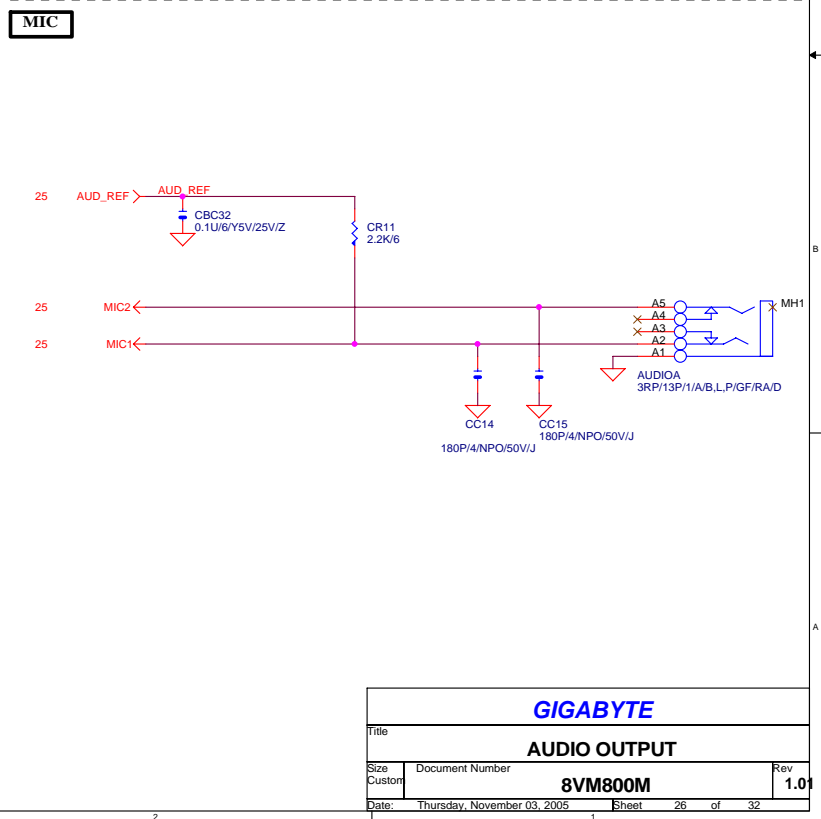 MIC
25 AUD_REF AUD_REF
CBC32
0.1U/6/Y5V/25V/Z
CR11
2.2K/6
B
25 MIC2
25 MIC1
A5
A4
A3
A2
A1
MH1
AUDIOA
3RP/13P/1/A/B,L,P/GF/RA/D
CC14
180P/4/NPO/50V/J
CC15
180P/4/NPO/50V/J
A
GIGABYTE
Title
AUDIO OUTPUT
Size
Custom
Document Number
8VM800M
Rev
1.01
Date: Thursday, November 03, 2005 Sheet 26 of 32
2 1